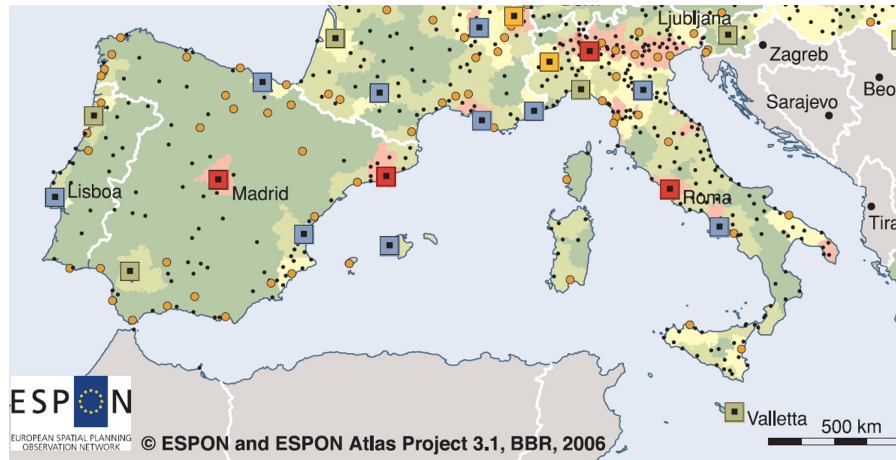 Ljubljana
Zagreb
Beo
Sarajevo
Lisboa
Madrid
Roma
Tira
Valletta
500 km
ESPON
EUROPEAN SPATIAL PLANNING
OBSERVATION NETWORK
© ESPON and ESPON Atlas Project 3.1, BBR, 2006